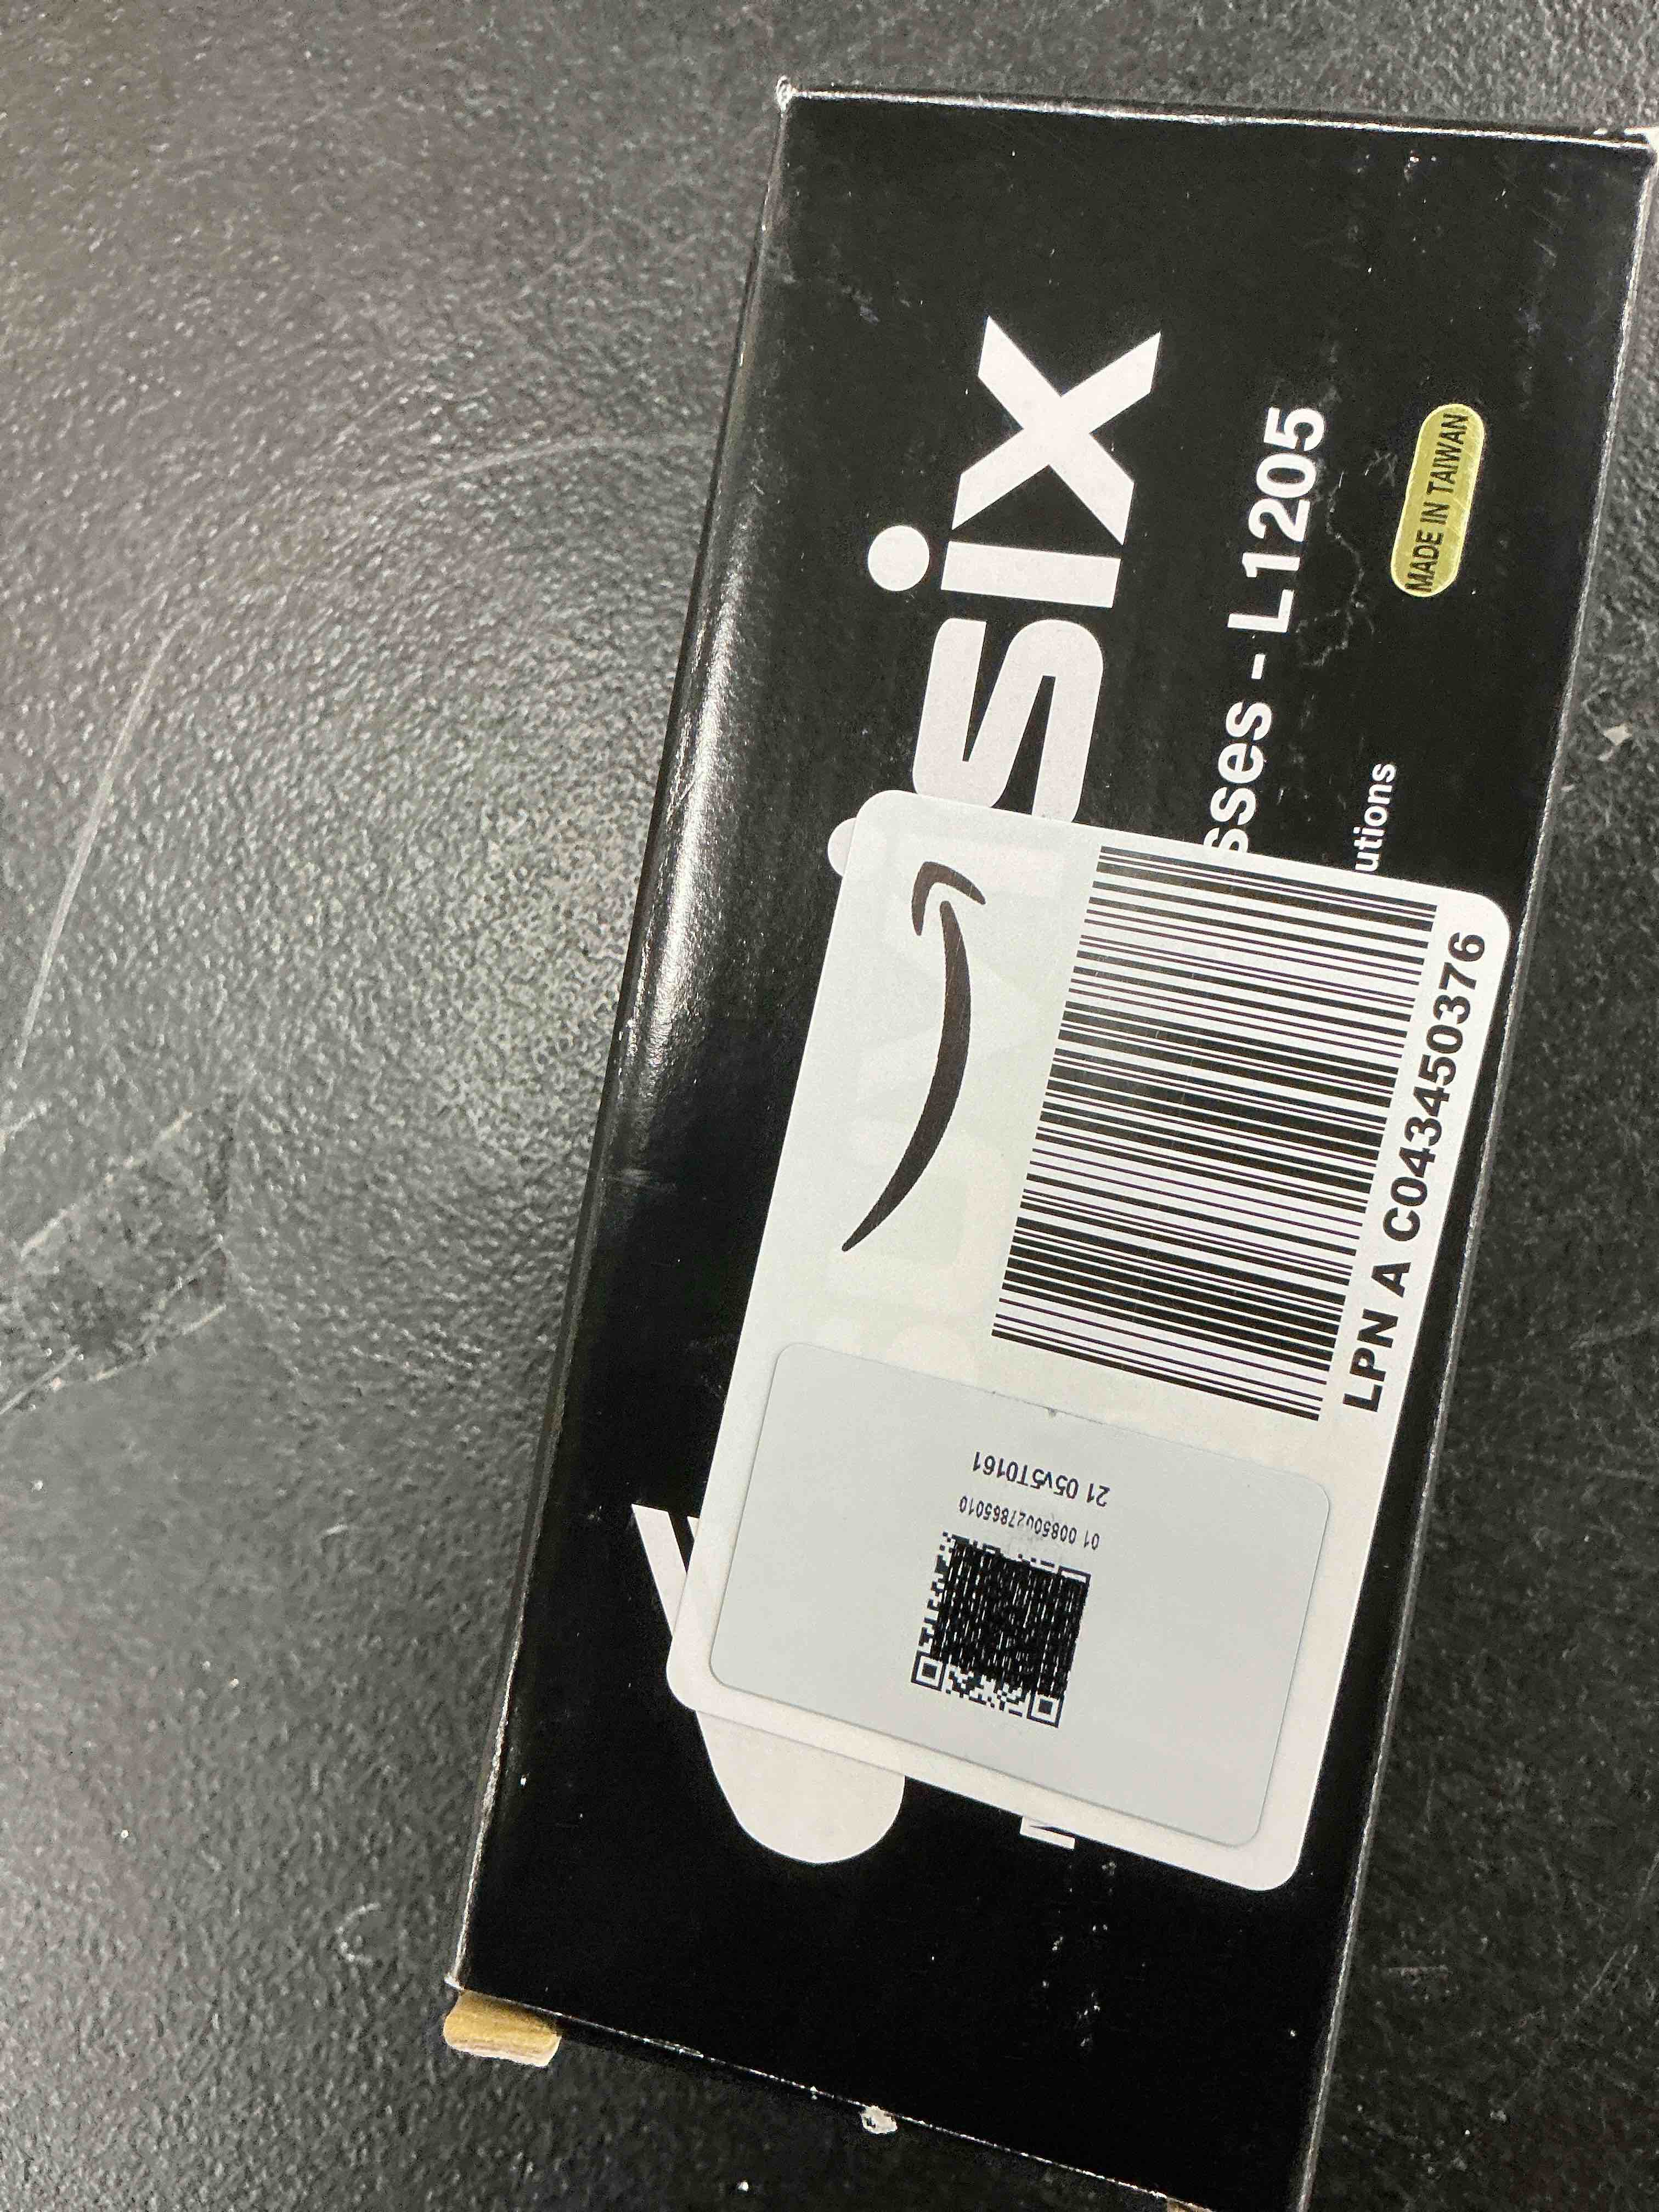 six
sses - L1205
utions
MADE IN TAIWAN
LPN A C043450376
01 00850027865010
21 05v5T0161